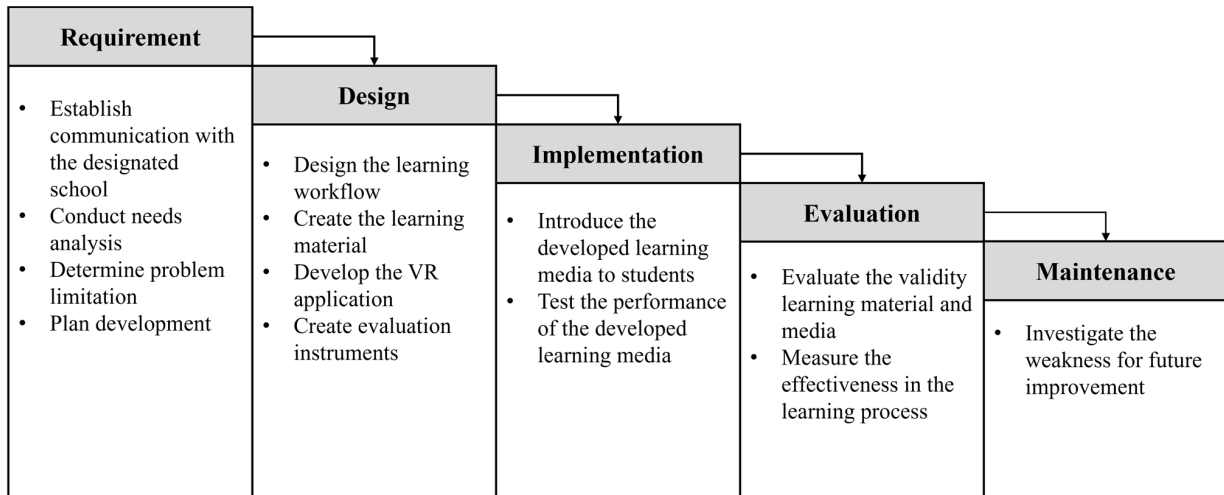 Requirement
• Establish
communication with
the designated
school
• Conduct needs
analysis
• Determine problem
limitation
• Plan development
Design
• Design the learning
workflow
• Create the learning
material
• Develop the VR
application
• Create evaluation
instruments
Implementation
• Introduce the
developed learning
media to students
• Test the performance
of the developed
learning media
Evaluation
• Evaluate the validity
learning material and
media
• Measure the
effectiveness in the
learning process
Maintenance
• Investigate the
weakness for future
improvement